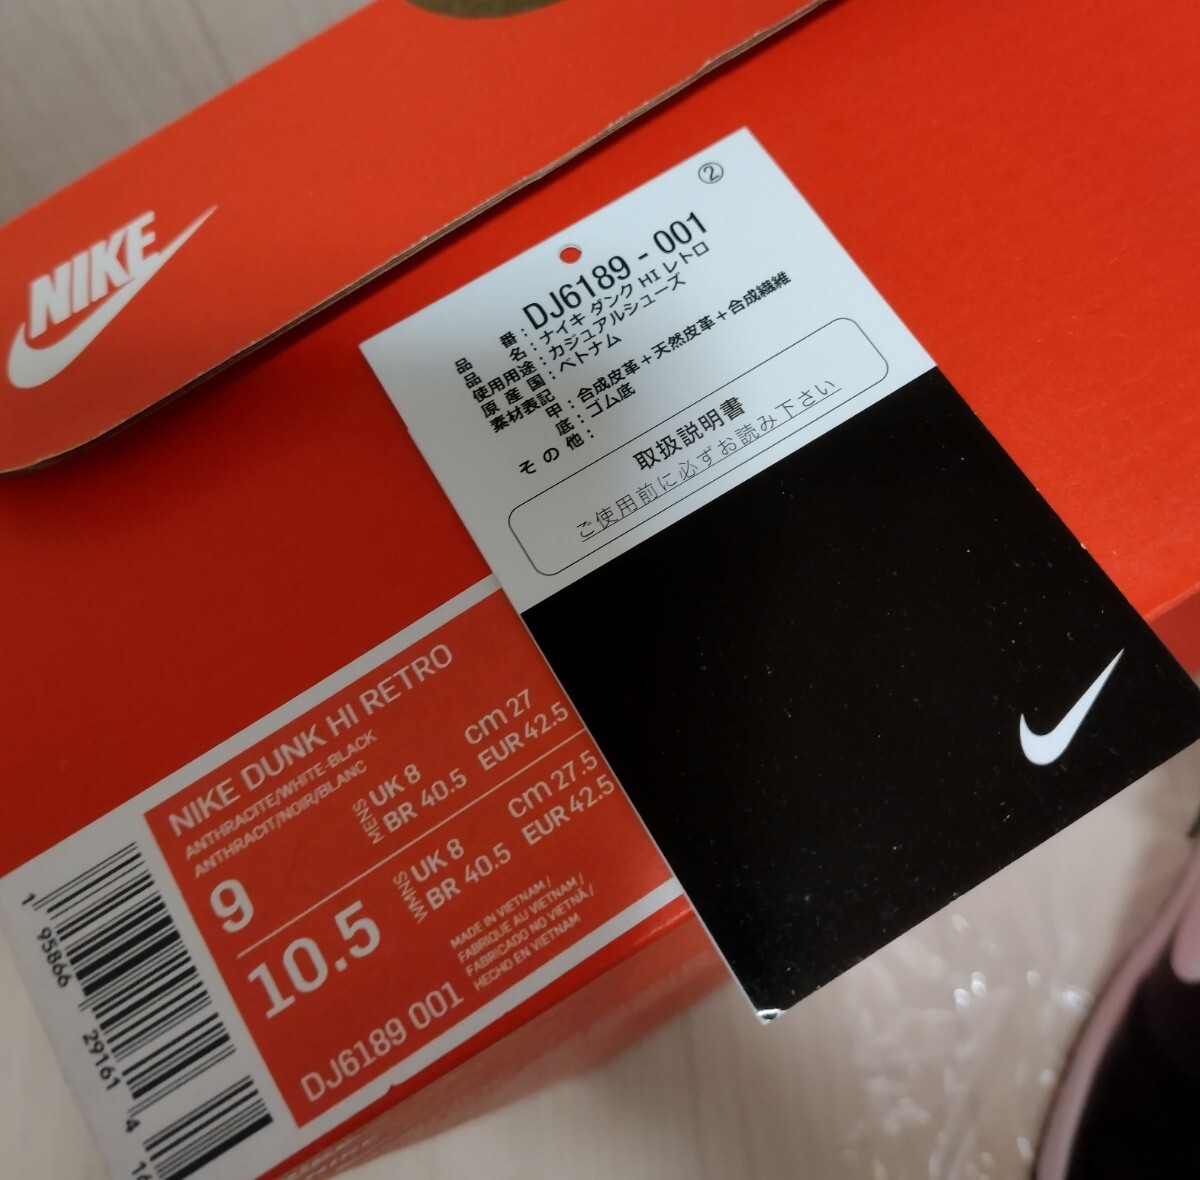 NIKE
②
品番：DJ6189 - 001
品名：ナイキ ダンク HI レトロ
使用用途：カジュアルシューズ
原産国：ベトナム
素材表記
甲：合成皮革＋天然皮革＋合成繊維
底：ゴム底
その他：
取扱説明書
ご使用前に必ずお読み下さい
NIKE DUNK HI RETRO
ANTHRACITE/WHITE-BLACK
ANTHRACIT/NOIR/BLANC
9 MENS UK 8 cm 27
BR 40.5 EUR 42.5
10.5 WMNS UK 8 cm 27.5
BR 40.5 EUR 42.5
MADE IN VIETNAM /
FABRIQUE AU VIETNAM /
FABRICADO NO VIETNÃ /
HECHO EN VIETNAM
DJ6189 001
1 95866 29161 4